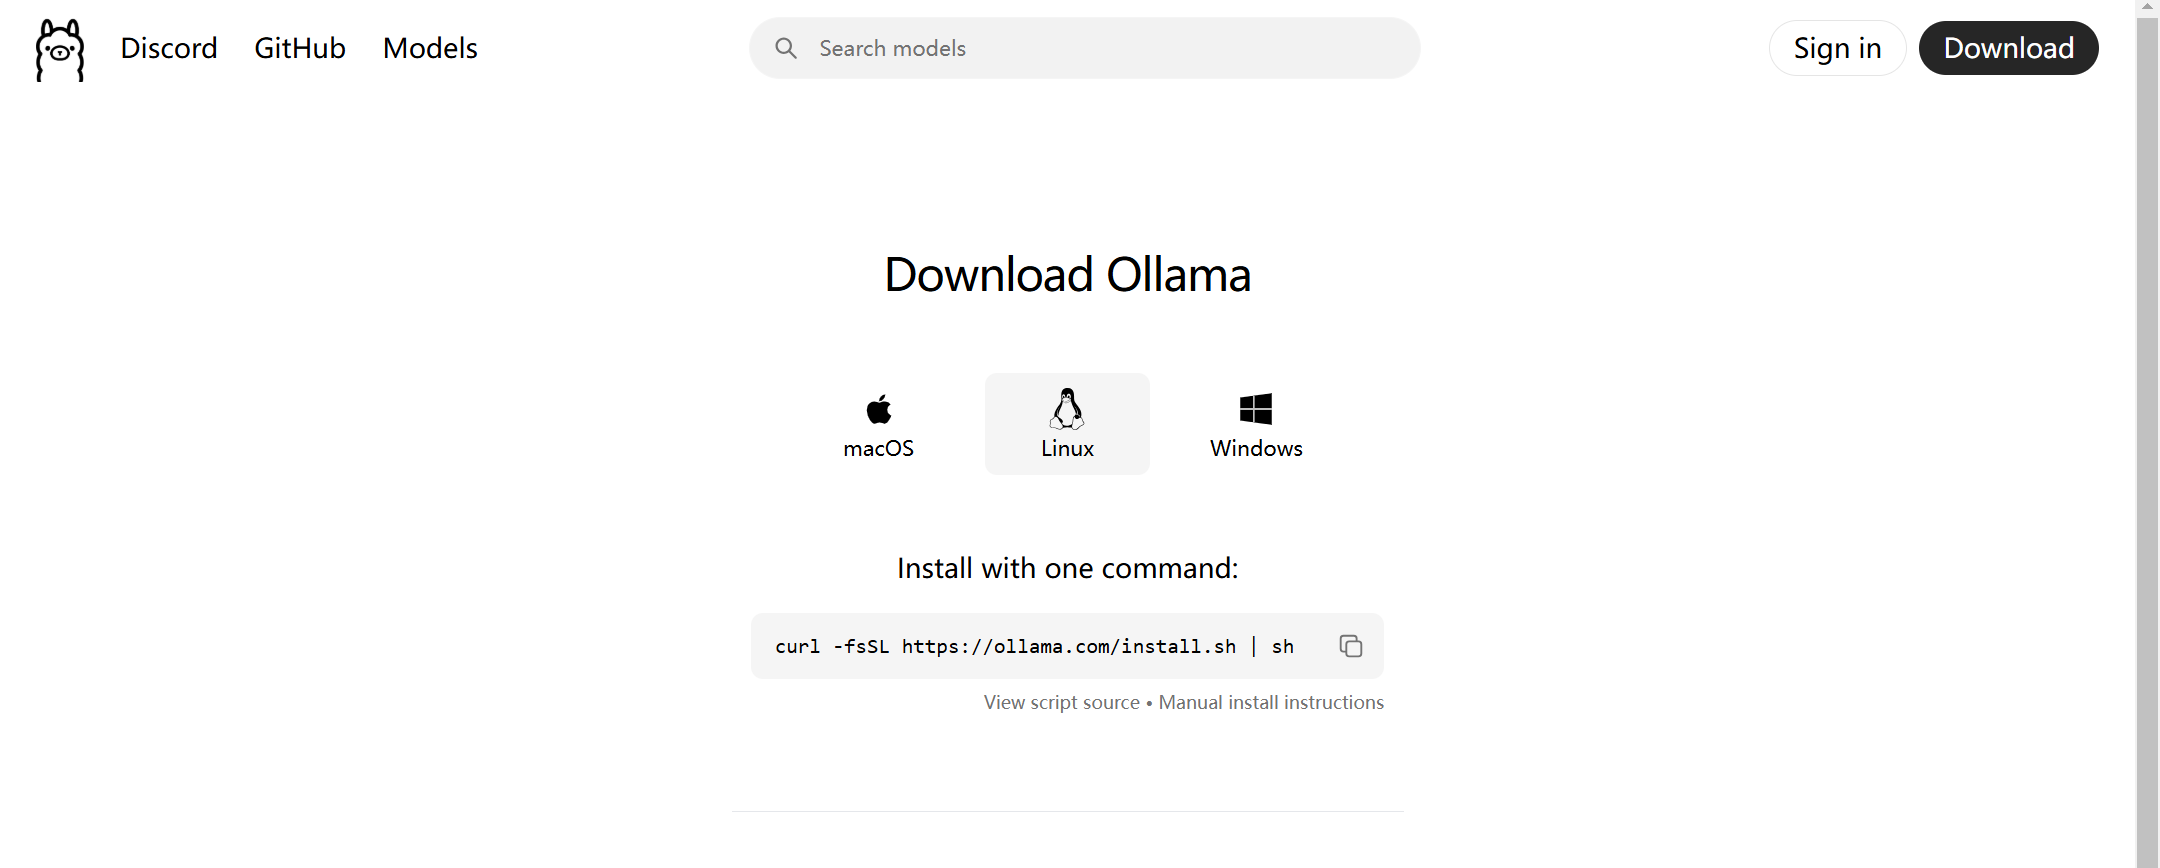 Discord GitHub Models Search models Sign in Download
Download Ollama
macOS Linux Windows
Install with one command:
curl -fsSL https://ollama.com/install.sh | sh
View script source • Manual install instructions